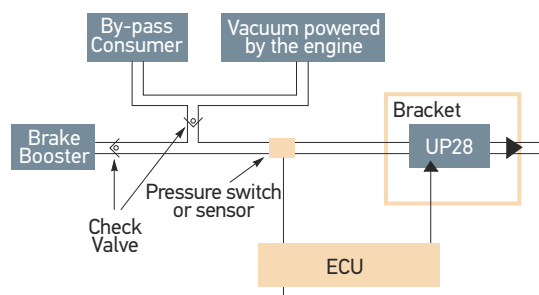 By-pass
Consumer
Vacuum powered
by the engine
Bracket
Brake
Booster
UP28
Pressure switch
or sensor
Check
Valve
ECU